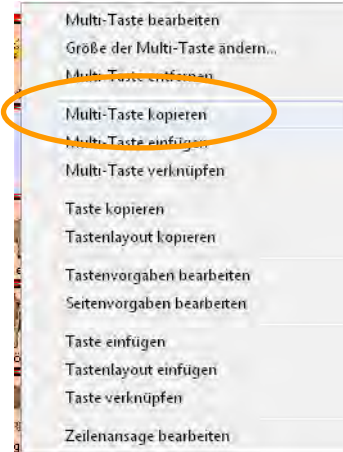 Multi-Taste bearbeiten
Größe der Multi-Taste ändern...
Multi-Taste entfernen
Multi-Taste kopieren
Multi-Taste einfügen
Multi-Taste verknüpfen
Taste kopieren
Tastenlayout kopieren
Tastenvorgaben bearbeiten
Seitenvorgaben bearbeiten
Taste einfügen
Tastenlayout einfügen
Taste verknüpfen
Zeilenansage bearbeiten